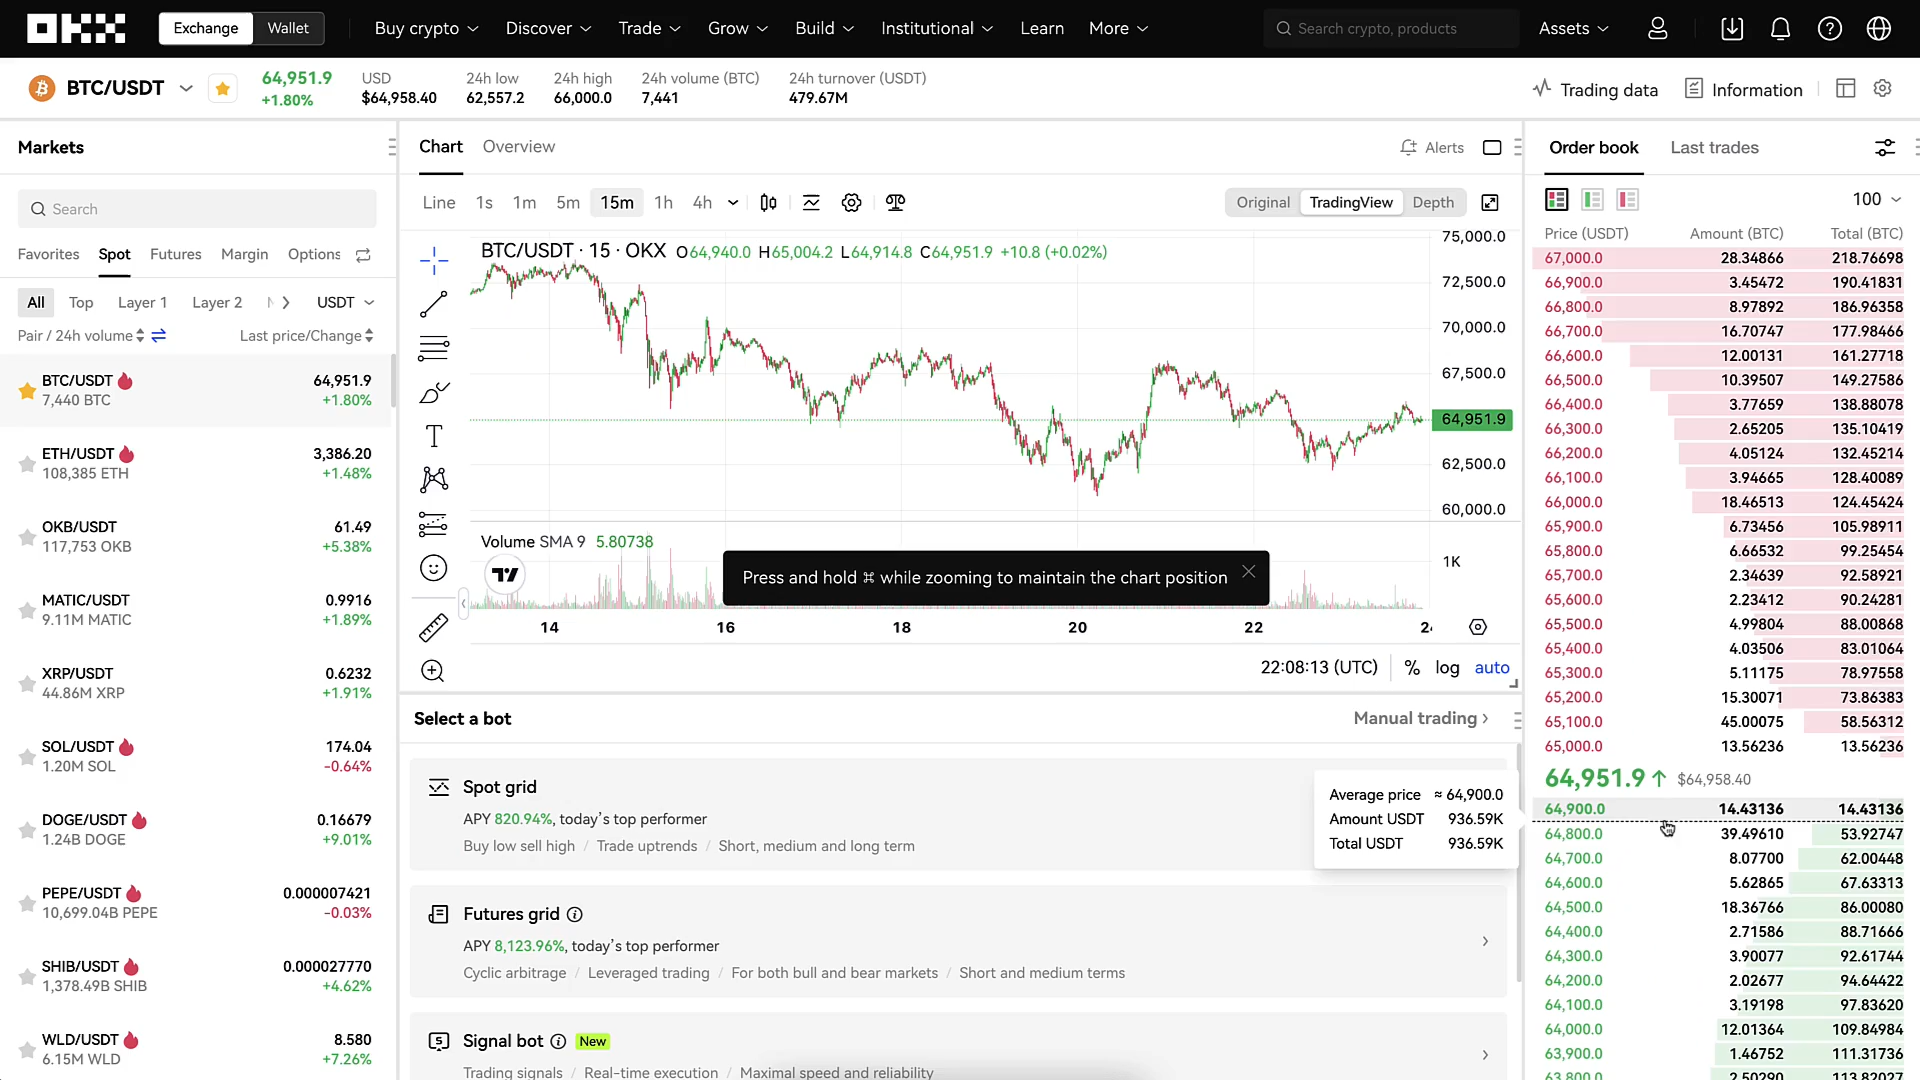 OKX Exchange Wallet Buy crypto Discover Trade Grow Build Institutional Learn More Search crypto, products Assets
BTC/USDT 64,951.9 +1.80% USD $64,958.40 24h low 62,557.2 24h high 66,000.0 24h volume (BTC) 7,441 24h turnover (USDT) 479.67M Trading data Information
Markets
Search
Favorites Spot Futures Margin Options
All Top Layer 1 Layer 2 USDT
Pair / 24h volume Last price/Change
BTC/USDT 64,951.9
7,440 BTC +1.80%
ETH/USDT 3,386.20
108,385 ETH +1.48%
OKB/USDT 61.49
117,753 OKB +5.38%
MATIC/USDT 0.9916
9.11M MATIC +1.89%
XRP/USDT 0.6232
44.86M XRP +1.91%
SOL/USDT 174.04
1.20M SOL -0.64%
DOGE/USDT 0.16679
1.24B DOGE +9.01%
PEPE/USDT 0.000007421
10,699.04B PEPE -0.03%
SHIB/USDT 0.000027770
1,378.49B SHIB +4.62%
WLD/USDT 8.580
6.15M WLD +7.26%
Chart Overview Alerts
Line 1s 1m 5m 15m 1h 4h Original TradingView Depth
BTC/USDT · 15 · OKX O64,940.0 H65,004.2 L64,914.8 C64,951.9 +10.8 (+0.02%)
75,000.0
72,500.0
70,000.0
67,500.0
64,951.9
62,500.0
60,000.0
Volume SMA 9 5.80738
1K
Press and hold ⌘ while zooming to maintain the chart position
14 16 18 20 22
22:08:13 (UTC) % log auto
Select a bot Manual trading
Spot grid
APY 820.94%, today's top performer
Buy low sell high / Trade uptrends / Short, medium and long term
Average price ≈ 64,900.0
Amount USDT 936.59K
Total USDT 936.59K
Futures grid
APY 8,123.96%, today's top performer
Cyclic arbitrage / Leveraged trading / For both bull and bear markets / Short and medium terms
Signal bot New
Trading signals / Real-time execution / Maximal speed and reliability
Order book Last trades
100
Price (USDT) Amount (BTC) Total (BTC)
67,000.0 28.34866 218.76698
66,900.0 3.45472 190.41831
66,800.0 8.97892 186.96358
66,700.0 16.70747 177.98466
66,600.0 12.00131 161.27718
66,500.0 10.39507 149.27586
66,400.0 3.77659 138.88078
66,300.0 2.65205 135.10419
66,200.0 4.05124 132.45214
66,100.0 3.94665 128.40089
66,000.0 18.46513 124.45424
65,900.0 6.73456 105.98911
65,800.0 6.66532 99.25454
65,700.0 2.34639 92.58921
65,600.0 2.23412 90.24281
65,500.0 4.99804 88.00868
65,400.0 4.03506 83.01064
65,300.0 5.11175 78.97558
65,200.0 15.30071 73.86383
65,100.0 45.00075 58.56312
65,000.0 13.56236 13.56236
64,951.9 ↑ $64,958.40
64,900.0 14.43136 14.43136
64,800.0 39.49610 53.92747
64,700.0 8.07700 62.00448
64,600.0 5.62865 67.63313
64,500.0 18.36766 86.00080
64,400.0 2.71586 88.71666
64,300.0 3.90077 92.61744
64,200.0 2.02677 94.64422
64,100.0 3.19198 97.83620
64,000.0 12.01364 109.84984
63,900.0 1.46752 111.31736
63,800.0 2.50290 113.82027